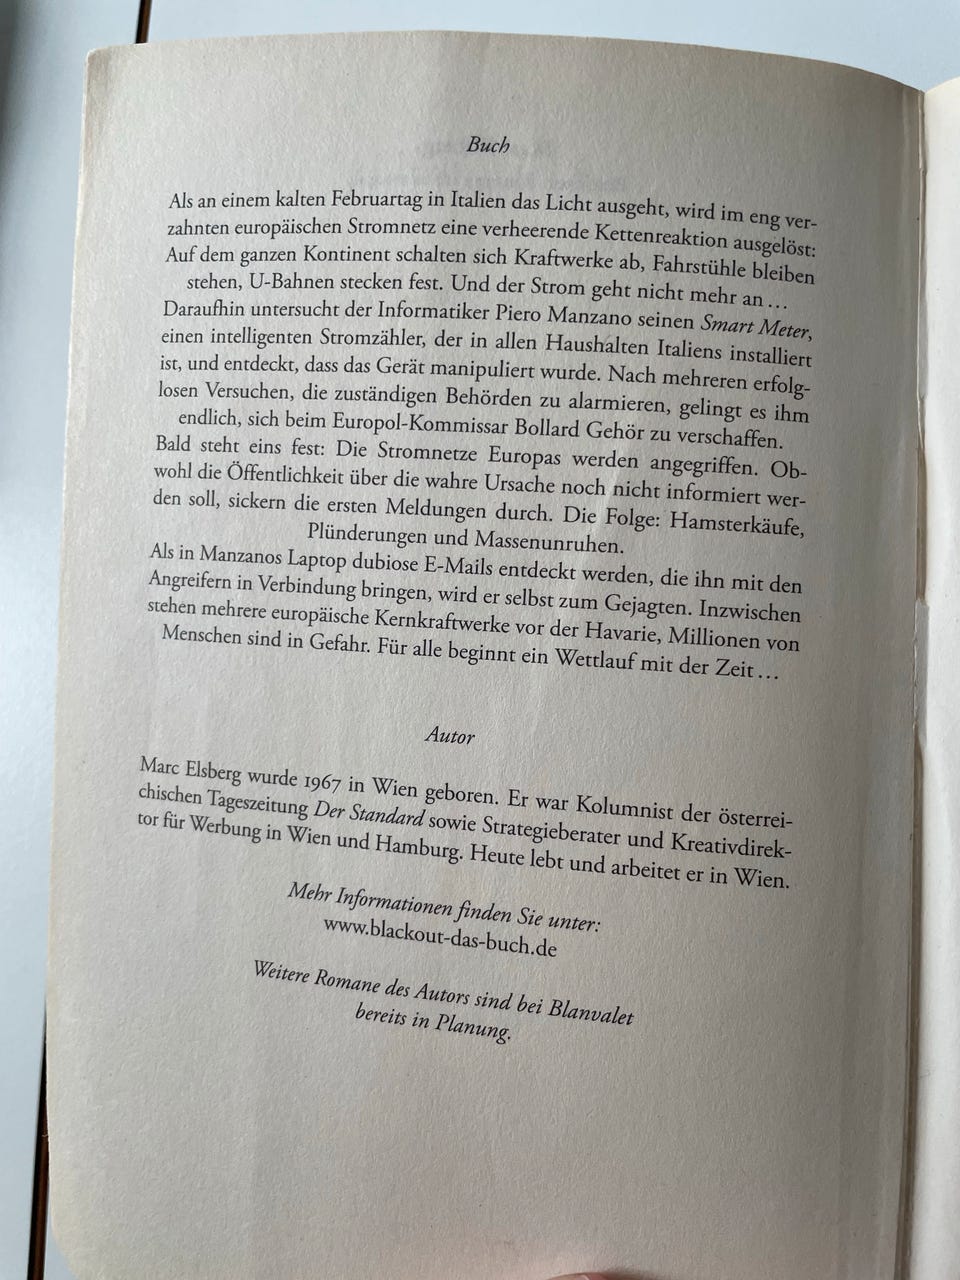 Buch
Als an einem kalten Februartag in Italien das Licht ausgeht, wird im eng ver-
zahnten europäischen Stromnetz eine verheerende Kettenreaktion ausgelöst:
Auf dem ganzen Kontinent schalten sich Kraftwerke ab, Fahrstühle bleiben
stehen, U-Bahnen stecken fest. Und der Strom geht nicht mehr an ...
Daraufhin untersucht der Informatiker Piero Manzano seinen Smart Meter,
einen intelligenten Stromzähler, der in allen Haushalten Italiens installiert
ist, und entdeckt, dass das Gerät manipuliert wurde. Nach mehreren erfolg-
losen Versuchen, die zuständigen Behörden zu alarmieren, gelingt es ihm
endlich, sich beim Europol-Kommissar Bollard Gehör zu verschaffen.
Bald steht eins fest: Die Stromnetze Europas werden angegriffen. Ob-
wohl die Öffentlichkeit über die wahre Ursache noch nicht informiert wer-
den soll, sickern die ersten Meldungen durch. Die Folge: Hamsterkäufe,
Plünderungen und Massenunruhen.
Als in Manzanos Laptop dubiose E-Mails entdeckt werden, die ihn mit den
Angreifern in Verbindung bringen, wird er selbst zum Gejagten. Inzwischen
stehen mehrere europäische Kernkraftwerke vor der Havarie, Millionen von
Menschen sind in Gefahr. Für alle beginnt ein Wettlauf mit der Zeit ...
Autor
Marc Elsberg wurde 1967 in Wien geboren. Er war Kolumnist der österrei-
chischen Tageszeitung Der Standard sowie Strategieberater und Kreativdirek-
tor für Werbung in Wien und Hamburg. Heute lebt und arbeitet er in Wien.
Mehr Informationen finden Sie unter:
www.blackout-das-buch.de
Weitere Romane des Autors sind bei Blanvalet
bereits in Planung.